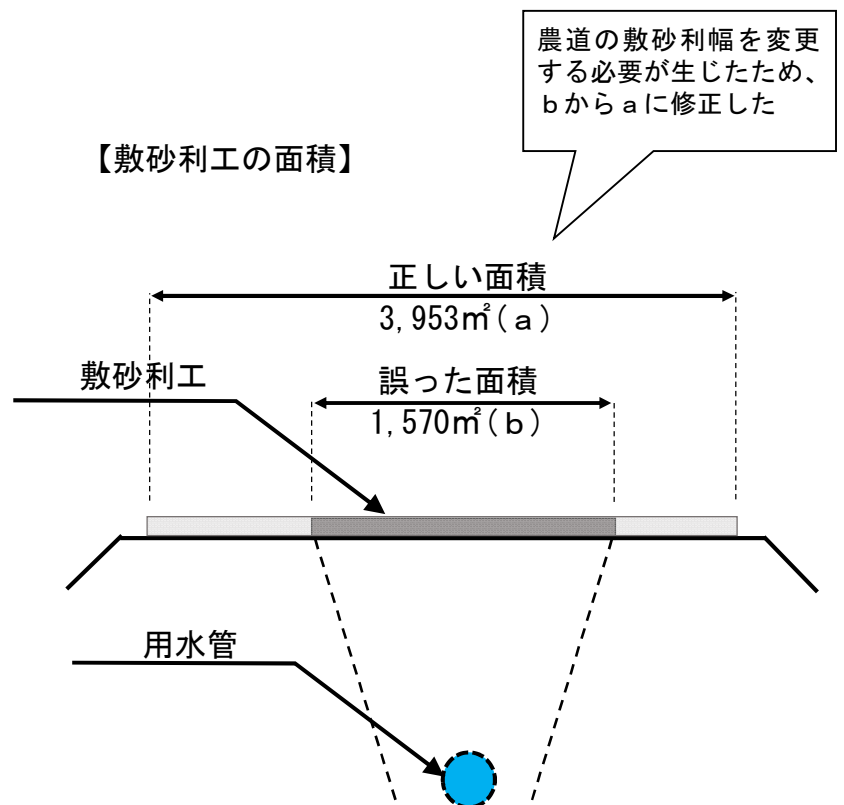 農道の敷砂利幅を変更
する必要が生じたため、
ｂからａに修正した
【敷砂利工の面積】
正しい面積
3,953㎡(ａ)
敷砂利工
誤った面積
1,570㎡(ｂ)
用水管